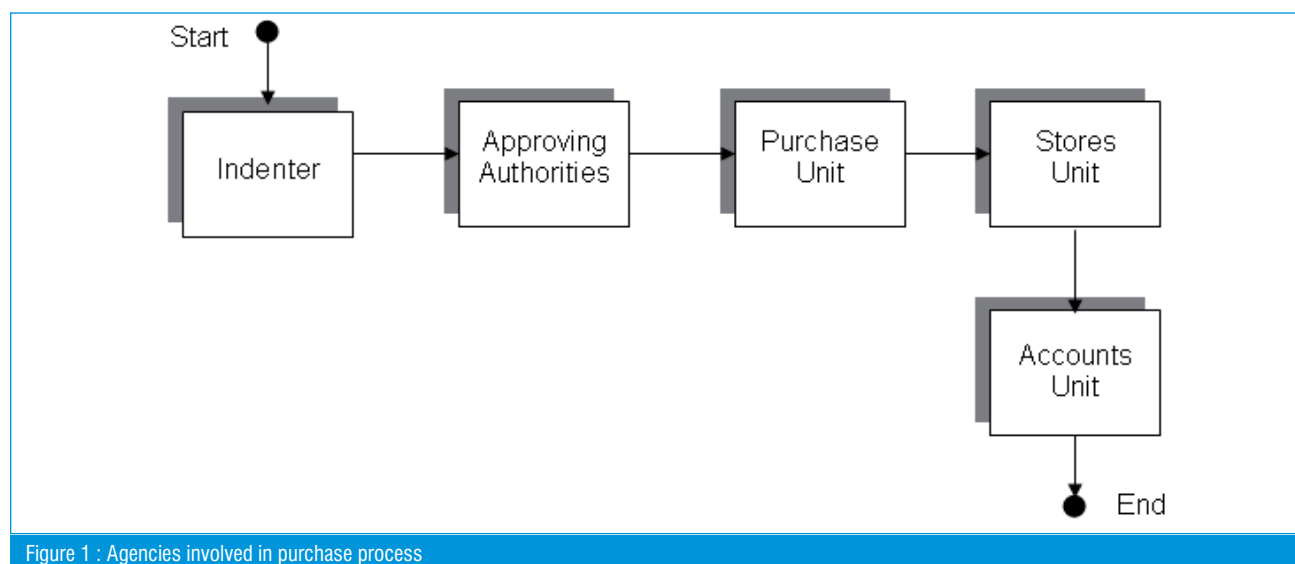 Start
Indenter
Approving
Authorities
Purchase
Unit
Stores
Unit
Accounts
Unit
End
Figure 1 : Agencies involved in purchase process